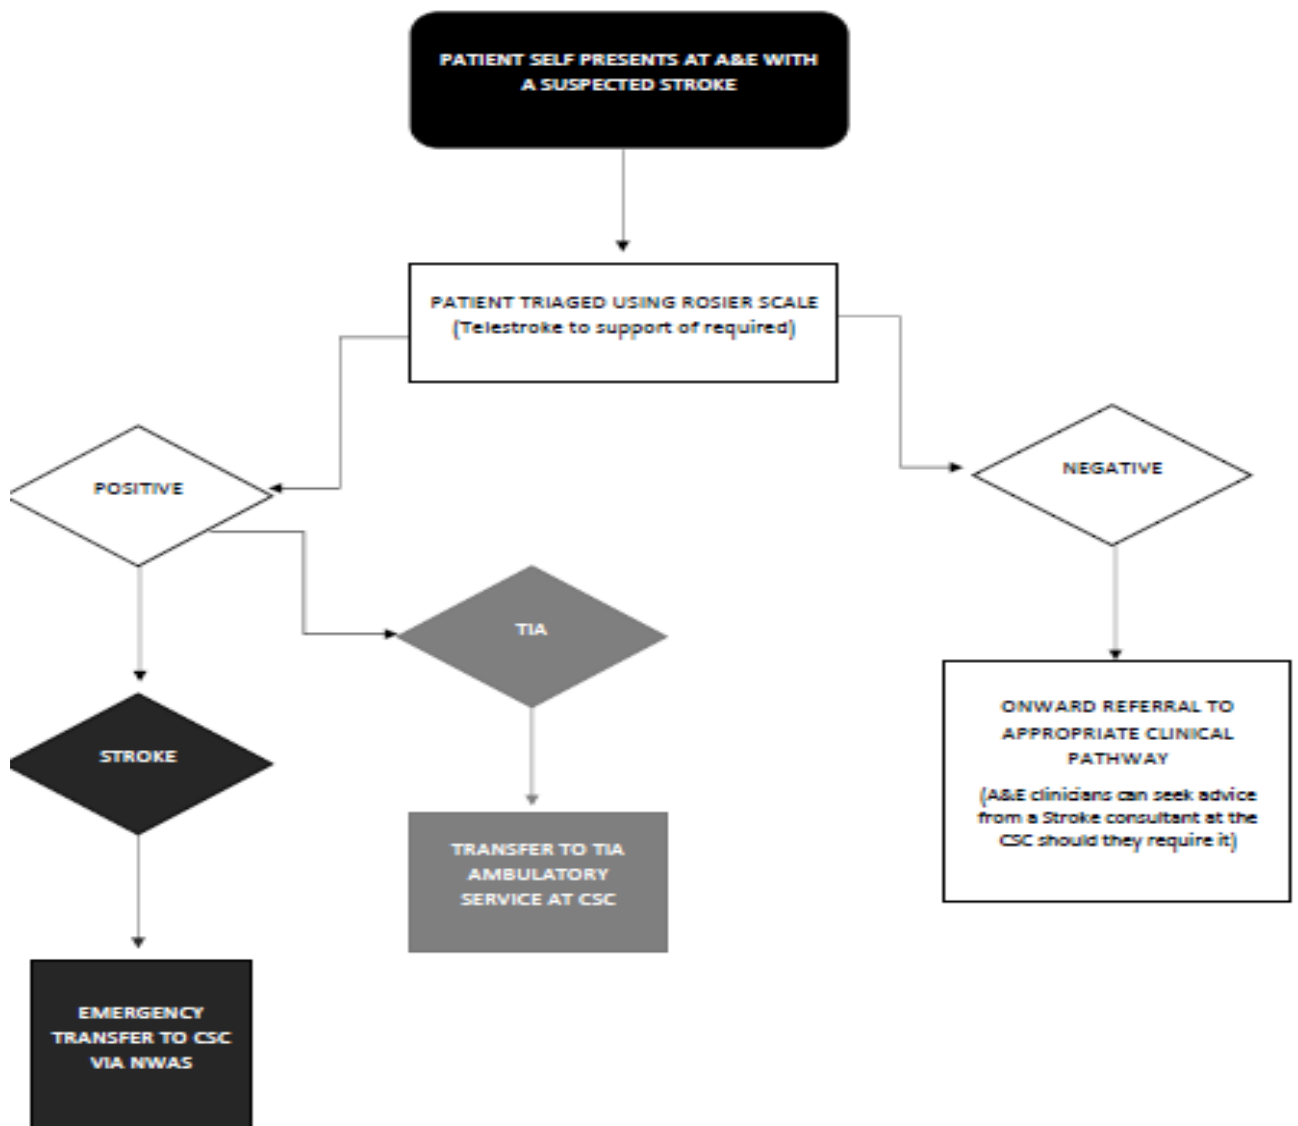 PATIENT SELF PRESENTS AT A&E WITH
A SUSPECTED STROKE
PATIENT TRIAGED USING ROSIER SCALE
(Telestroke to support of required)
POSITIVE
NEGATIVE
TIA
STROKE
ONWARD REFERRAL TO
APPROPRIATE CLINICAL
PATHWAY
(A&E clinicians can seek advice
from a Stroke consultant at the
CSC should they require it)
TRANSFER TO TIA
AMBULATORY
SERVICE AT CSC
EMERGENCY
TRANSFER TO CSC
VIA NWAS